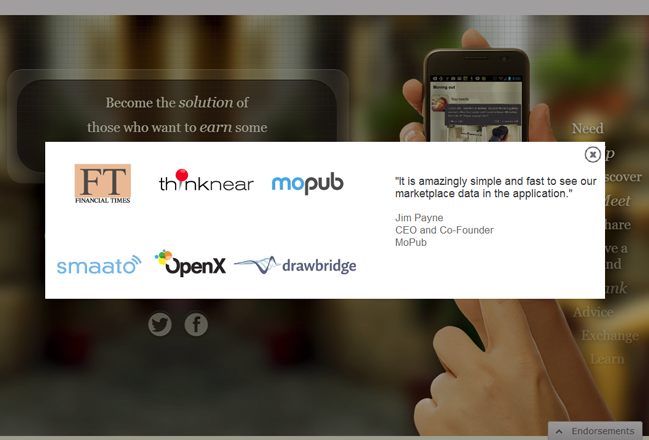 Become the solution of
those who want to earn some
Need
p
scover
Meet
hare
ve a
nd
ank
Advice
Exchange
Learn
Moving out
FT
FINANCIAL TIMES
thinknear
mopub
smaato
OpenX
drawbridge
"It is amazingly simple and fast to see our
marketplace data in the application."
Jim Payne
CEO and Co-Founder
MoPub
Endorsements